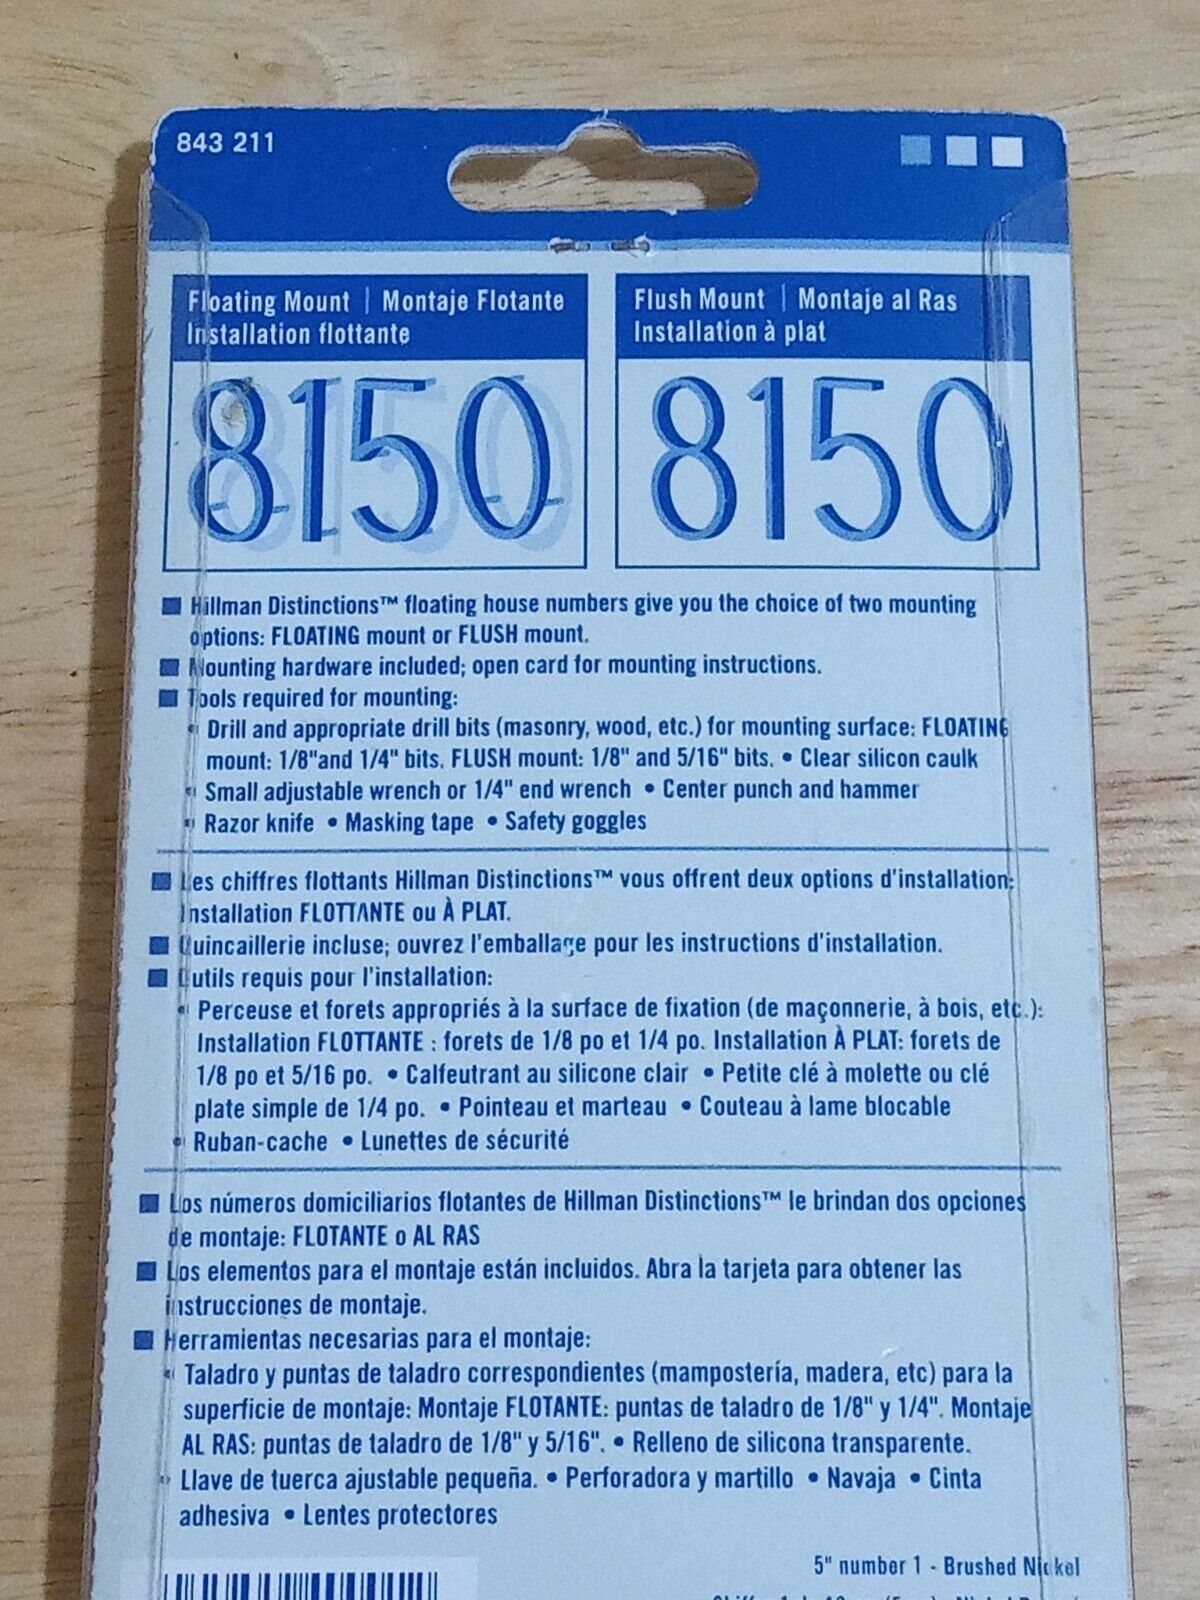 843 211
Floating Mount | Montaje Flotante
Installation flottante
8150
Flush Mount | Montaje al Ras
Installation à plat
8150
Hillman Distinctions™ floating house numbers give you the choice of two mounting
options: FLOATING mount or FLUSH mount.
Mounting hardware included; open card for mounting instructions.
Tools required for mounting:
• Drill and appropriate drill bits (masonry, wood, etc.) for mounting surface: FLOATING
mount: 1/8"and 1/4" bits. FLUSH mount: 1/8" and 5/16" bits. • Clear silicon caulk
• Small adjustable wrench or 1/4" end wrench • Center punch and hammer
• Razor knife • Masking tape • Safety goggles
Les chiffres flottants Hillman Distinctions™ vous offrent deux options d'installation:
Installation FLOTTANTE ou À PLAT.
Quincaillerie incluse; ouvrez l'emballage pour les instructions d'installation.
Outils requis pour l'installation:
• Perceuse et forets appropriés à la surface de fixation (de maçonnerie, à bois, etc.):
Installation FLOTTANTE : forets de 1/8 po et 1/4 po. Installation À PLAT: forets de
1/8 po et 5/16 po. • Calfeutrant au silicone clair • Petite clé à molette ou clé
plate simple de 1/4 po. • Pointeau et marteau • Couteau à lame blocable
• Ruban-cache • Lunettes de sécurité
Los números domiciliarios flotantes de Hillman Distinctions™ le brindan dos opciones
de montaje: FLOTANTE o AL RAS
Los elementos para el montaje están incluidos. Abra la tarjeta para obtener las
instrucciones de montaje.
Herramientas necesarias para el montaje:
• Taladro y puntas de taladro correspondientes (mampostería, madera, etc) para la
superficie de montaje: Montaje FLOTANTE: puntas de taladro de 1/8" y 1/4". Montaje
AL RAS: puntas de taladro de 1/8" y 5/16". • Relleno de silicona transparente.
• Llave de tuerca ajustable pequeña. • Perforadora y martillo • Navaja • Cinta
adhesiva • Lentes protectores
5" number 1 - Brushed Nickel